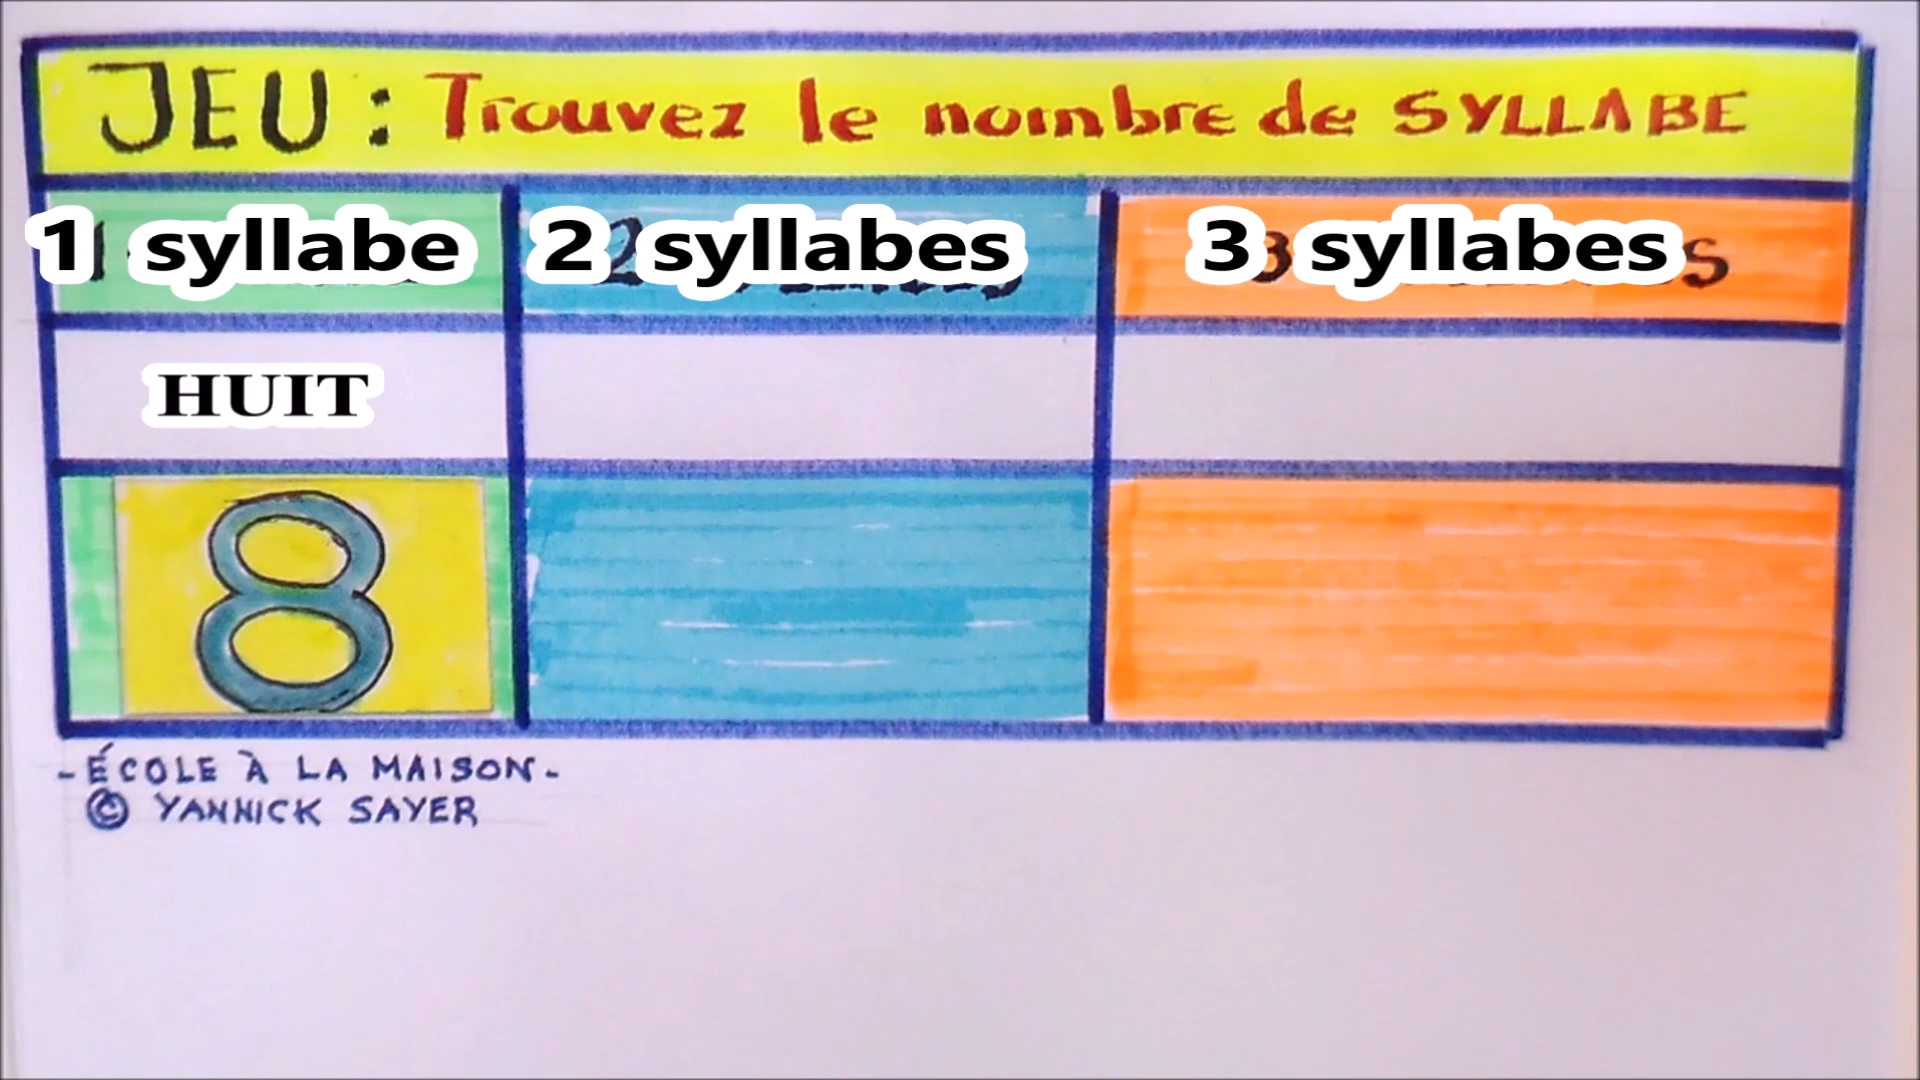 JEU : Trouvez le nombre de SYLLABE
1 syllabe 2 syllabes 3 syllabes
HUIT
8
- ÉCOLE À LA MAISON -
© YANNICK SAYER